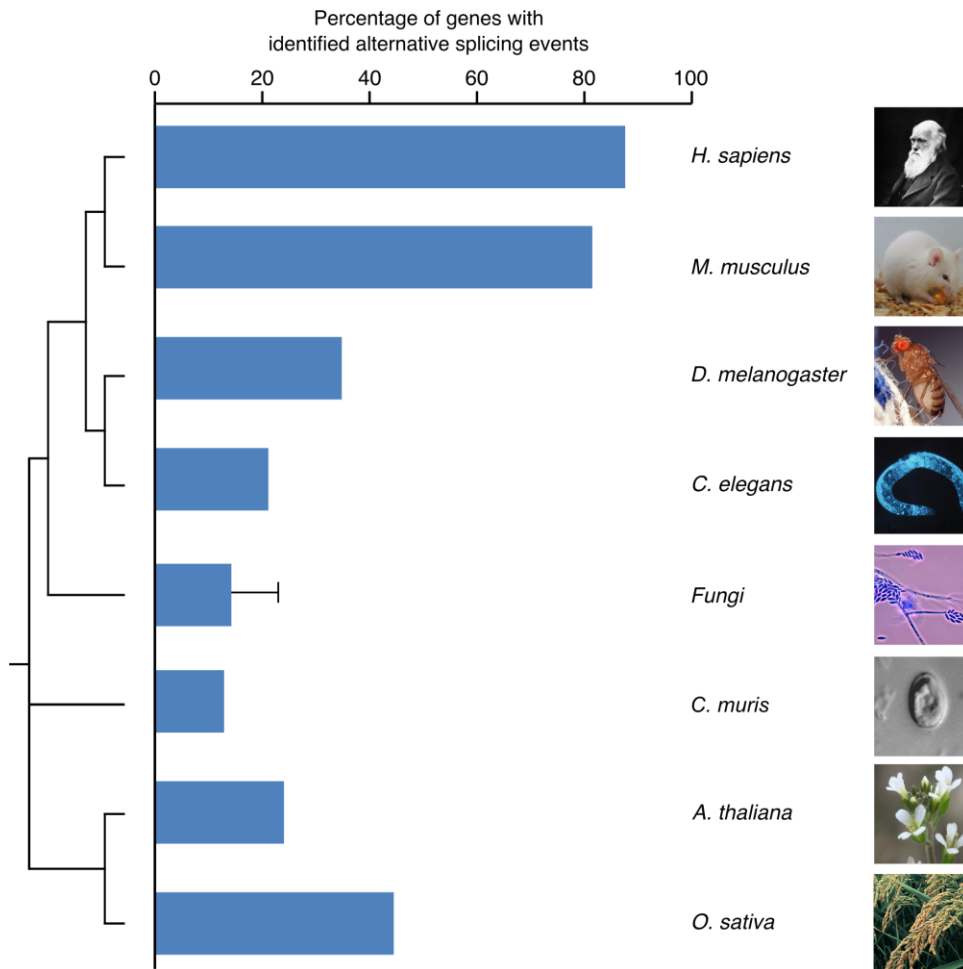 Percentage of genes with
identified alternative splicing events
0 20 40 60 80 100
H. sapiens
M. musculus
D. melanogaster
C. elegans
Fungi
C. muris
A. thaliana
O. sativa